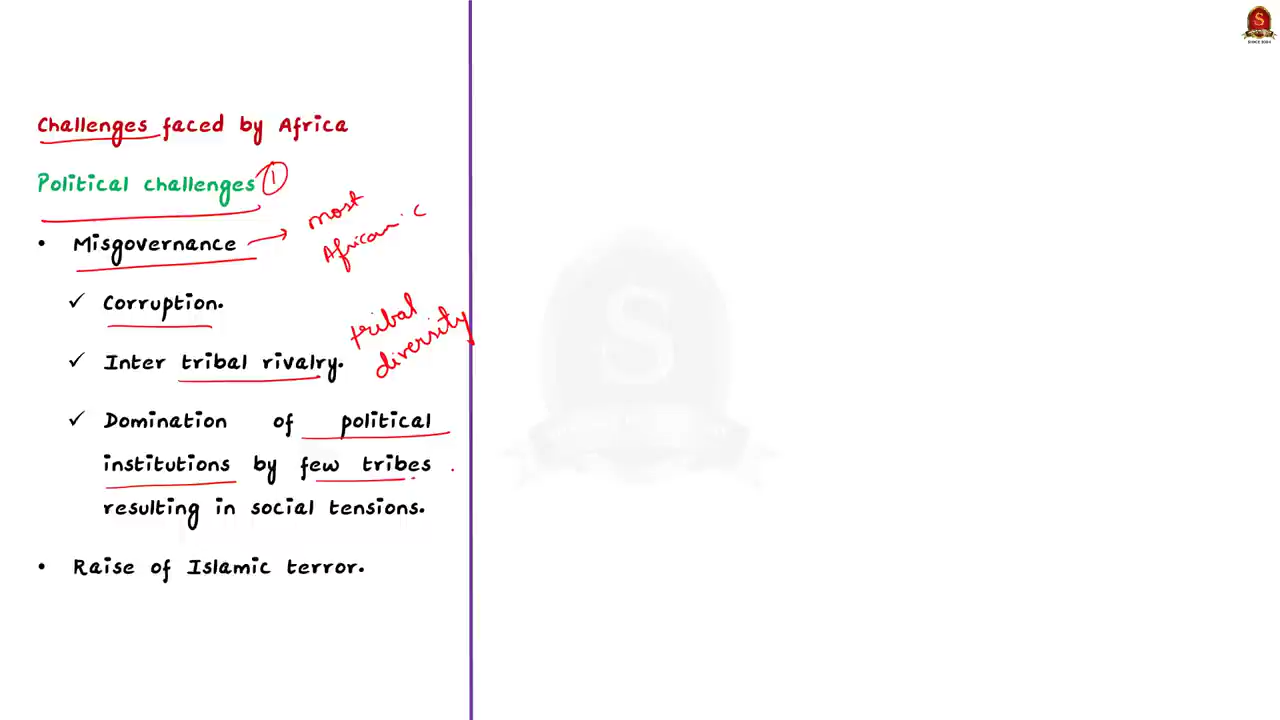 Challenges faced by Africa
Political challenges 1
most
African c
• Misgovernance →
✓ Corruption.
tribal
diversity
✓ Inter tribal rivalry.
✓ Domination of political
institutions by few tribes
resulting in social tensions.
• Raise of Islamic terror.
S
S